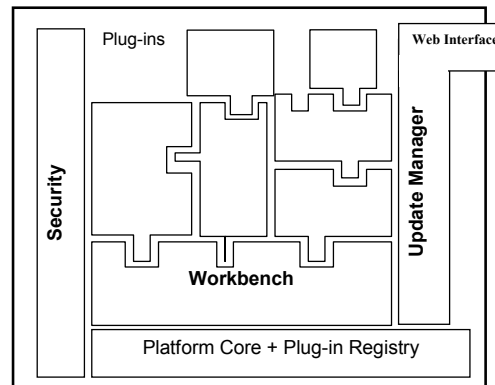 Plug-ins
Web Interface
Security
Update Manager
Workbench
Platform Core + Plug-in Registry